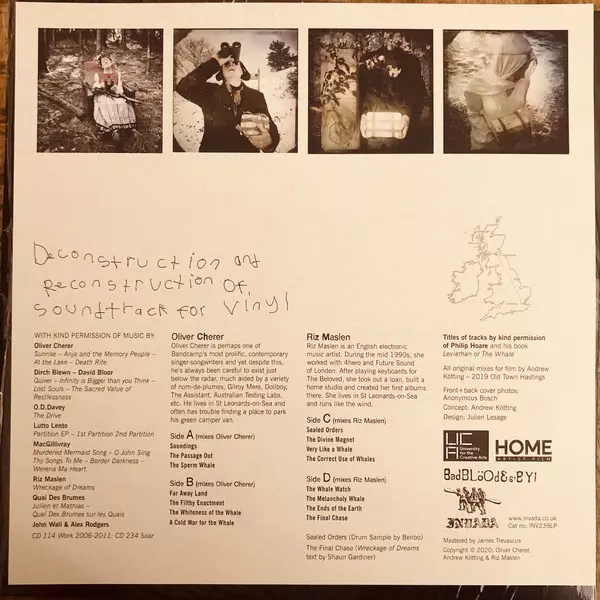 Deconstruction and
Reconstruction Of.
Soundtrack for Vinyl
WITH KIND PERMISSION OF MUSIC BY:
Oliver Cherer
Sunrise – Anja and the Memory People –
At the Lake – Death Rite
Dirch Blewn – David Bloor
Quiver – Infinity is Bigger than you Think –
Lost Souls – The Sacred Value of
Restlessness
O.D.Davey
The Drive
Lutto Lento
Partition EP – 1st Partition 2nd Partition
MacGillivray
Murdered Mermaid Song – O John Sing
Thy Songs To Me – Border Darkness –
Werena Ma Heart
Riz Maslen
Wreckage of Dreams
Quai Des Brumes
Julien et Mathias –
Quai Des Brumes sur les Quais
John Wall & Alex Rodgers
CD 114 Work 2006-2011; CD 234 Soar
Oliver Cherer
Oliver Cherer is perhaps one of
Bandcamp's most prolific, contemporary
singer-songwriters and yet despite this,
he's always been careful to exist just
below the radar, much aided by a variety
of nom-de-plumes, Gilroy Mere, Dollboy,
The Assistant, Australian Testing Labs,
etc. He lives in St Leonards-on-Sea and
often has trouble finding a place to park
his green camper van.
Side A (mixes Oliver Cherer)
Soundings
The Passage Out
The Sperm Whale
Side B (mixes Oliver Cherer)
Far Away Land
The Filthy Enactment
The Whiteness of the Whale
A Cold War for the Whale
Riz Maslen
Riz Maslen is an English electronic
music artist. During the mid 1990s, she
worked with 4hero and Future Sound
of London. After playing keyboards for
The Beloved, she took out a loan, built a
home studio and created her first albums
there. She lives in St Leonards-on-Sea
and runs like the wind.
Side C (mixes Riz Maslen)
Sealed Orders
The Divine Magnet
Very Like a Whale
The Correct Use of Whales
Side D (mixes Riz Maslen)
The Whale Watch
The Melancholy Whale
The Ends of the Earth
The Final Chase
Sealed Orders (Drum Sample by Benbo)
The Final Chase (Wreckage of Dreams
text by Shaun Gardiner)
Titles of tracks by kind permission
of Philip Hoare and his book
Leviathan or The Whale
All original mixes for film by Andrew
Kötting – 2019 Old Town Hastings
Front+back cover photos:
Anonymous Bosch
Concept: Andrew Kötting
Design: Julien Lesage
University
for the
Creative Arts
HOME
ARTIST FILM
BadBLöOd&SiBYl
INVADA
www.invada.co.uk
Cat no: INV239LP
Mastered by James Trevascus
Copyright © 2020; Oliver Cherer,
Andrew Kötting & Riz Maslen